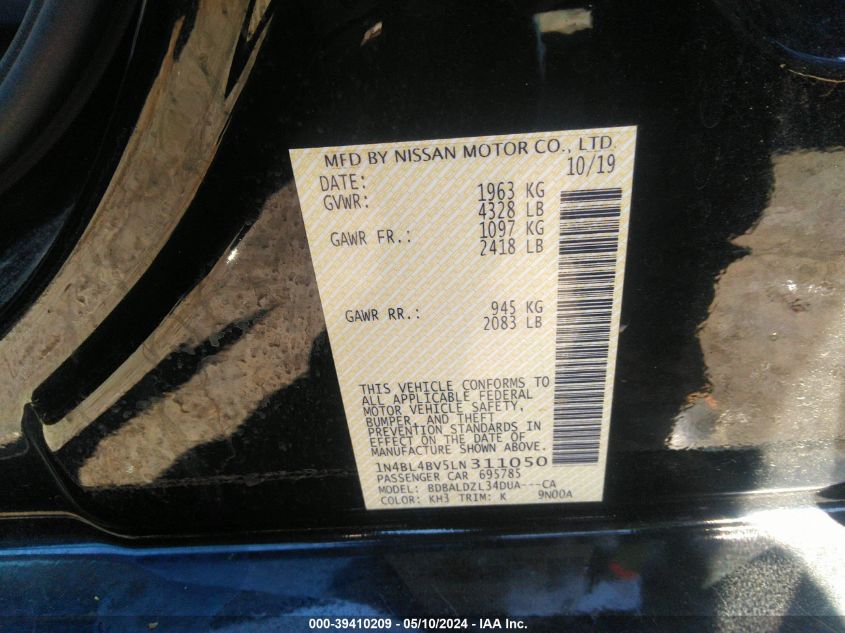 MFD BY NISSAN MOTOR CO., LTD.
DATE: 10/19
GVWR: 1963 KG
4328 LB
GAWR FR.: 1097 KG
2418 LB
GAWR RR.: 945 KG
2083 LB
THIS VEHICLE CONFORMS TO
ALL APPLICABLE FEDERAL
MOTOR VEHICLE SAFETY,
BUMPER, AND THEFT
PREVENTION STANDARDS IN
EFFECT ON THE DATE OF
MANUFACTURE SHOWN ABOVE.
1N4BL4BV5LN311050
PASSENGER CAR 695785
MODEL: BDBALDZL34DUA---CA
COLOR: KH3 TRIM: K 9N00A
000-39410209 - 05/10/2024 - IAA Inc.